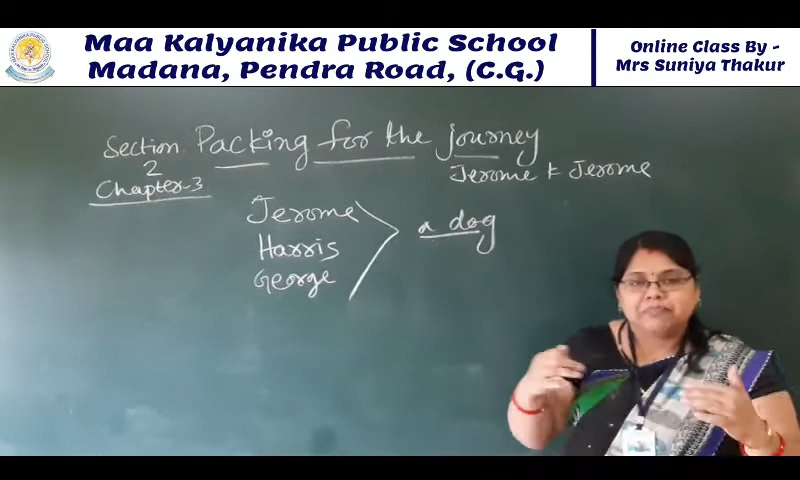 Maa Kalyanika Public School
Madana, Pendra Road, (C.G.)
Online Class By -
Mrs Suniya Thakur
Section Packing for the journey
2
Chapter-3
Jerome K Jerome
Jerome
Harris
George
a dog